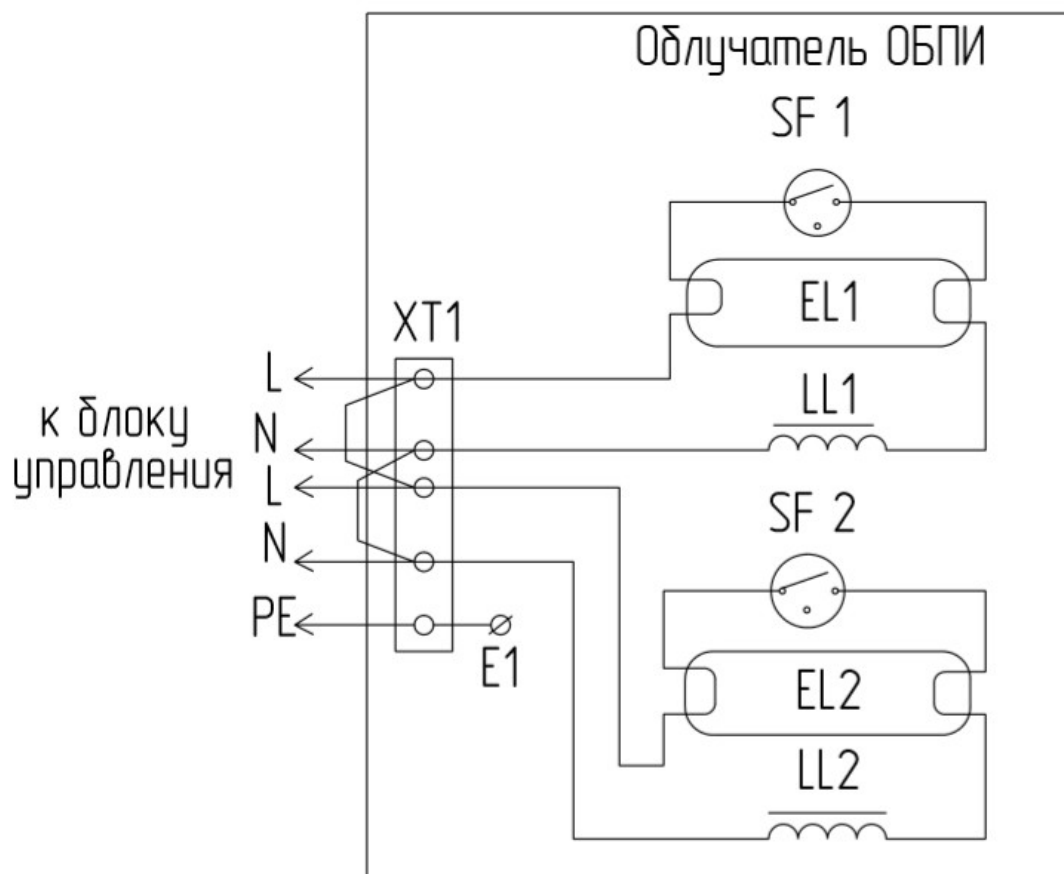 Облучатель ОБПИ
SF 1
EL1
XT1
L
LL1
к блоку
управления
N
L
SF 2
N
PE
E1
EL2
LL2